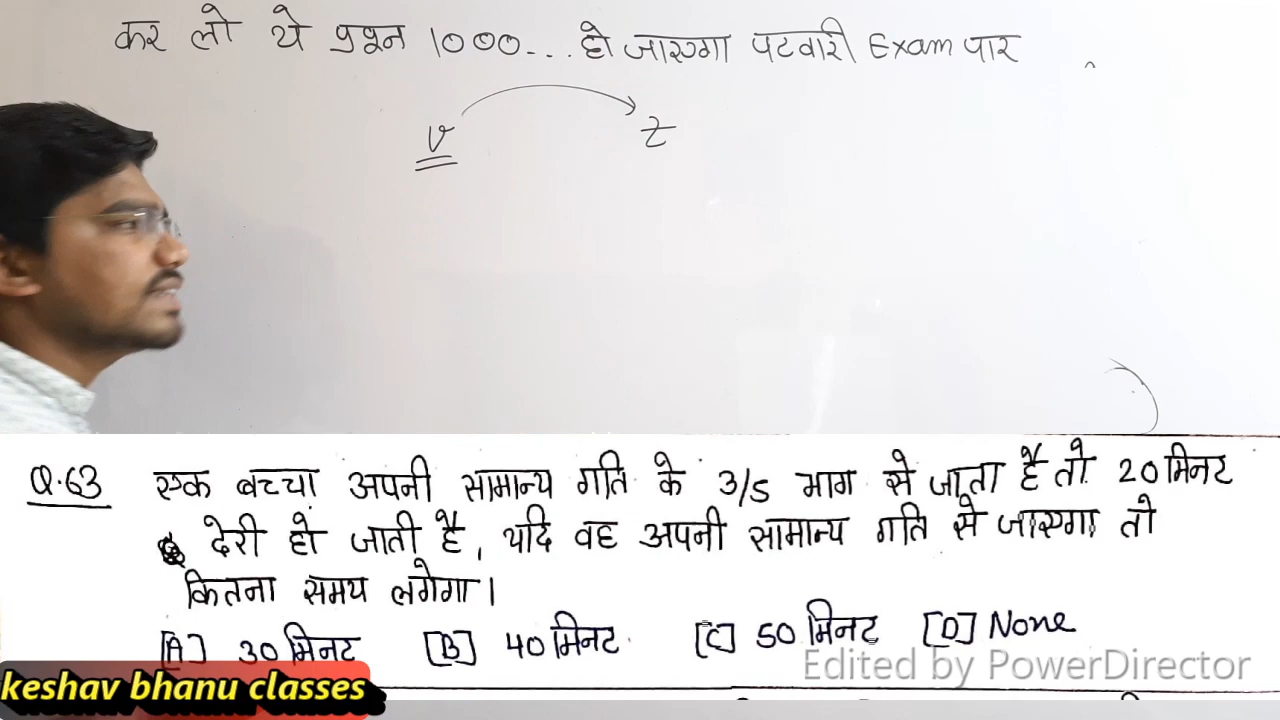 कर लो ये प्रश्न 1000... हो जाएगा पटवारी Exam पार
v t
Q.63 एक बच्चा अपनी सामान्य गति के 3/5 भाग से जाता है तो 20 मिनट
देरी हो जाती है, यदि वह अपनी सामान्य गति से जाएगा तो
कितना समय लगेगा।
[A] 30 मिनट [B] 40 मिनट [C] 50 मिनट [D] None
Edited by PowerDirector
keshav bhanu classes